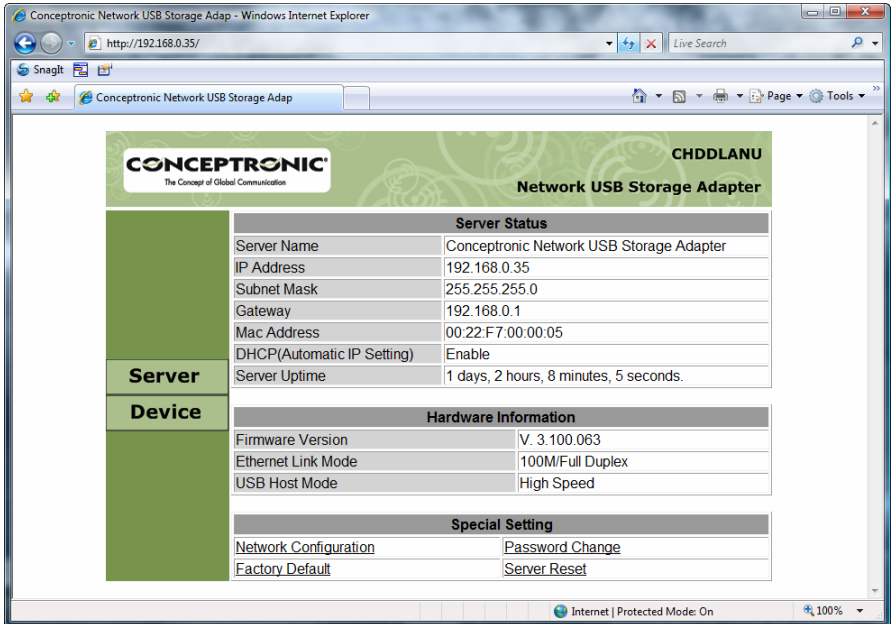 Conceptronic Network USB Storage Adap - Windows Internet Explorer
http://192.168.0.35/
Live Search
SnagIt
Conceptronic Network USB Storage Adap
Page
Tools
CONCEPTRONIC
The Concept of Global Communication
CHDDLANU
Network USB Storage Adapter
Server
Device
Server Status
Server Name Conceptronic Network USB Storage Adapter
IP Address 192.168.0.35
Subnet Mask 255.255.255.0
Gateway 192.168.0.1
Mac Address 00:22:F7:00:00:05
DHCP(Automatic IP Setting) Enable
Server Uptime 1 days, 2 hours, 8 minutes, 5 seconds.
Hardware Information
Firmware Version V. 3.100.063
Ethernet Link Mode 100M/Full Duplex
USB Host Mode High Speed
Special Setting
Network Configuration Password Change
Factory Default Server Reset
Internet | Protected Mode: On 100%